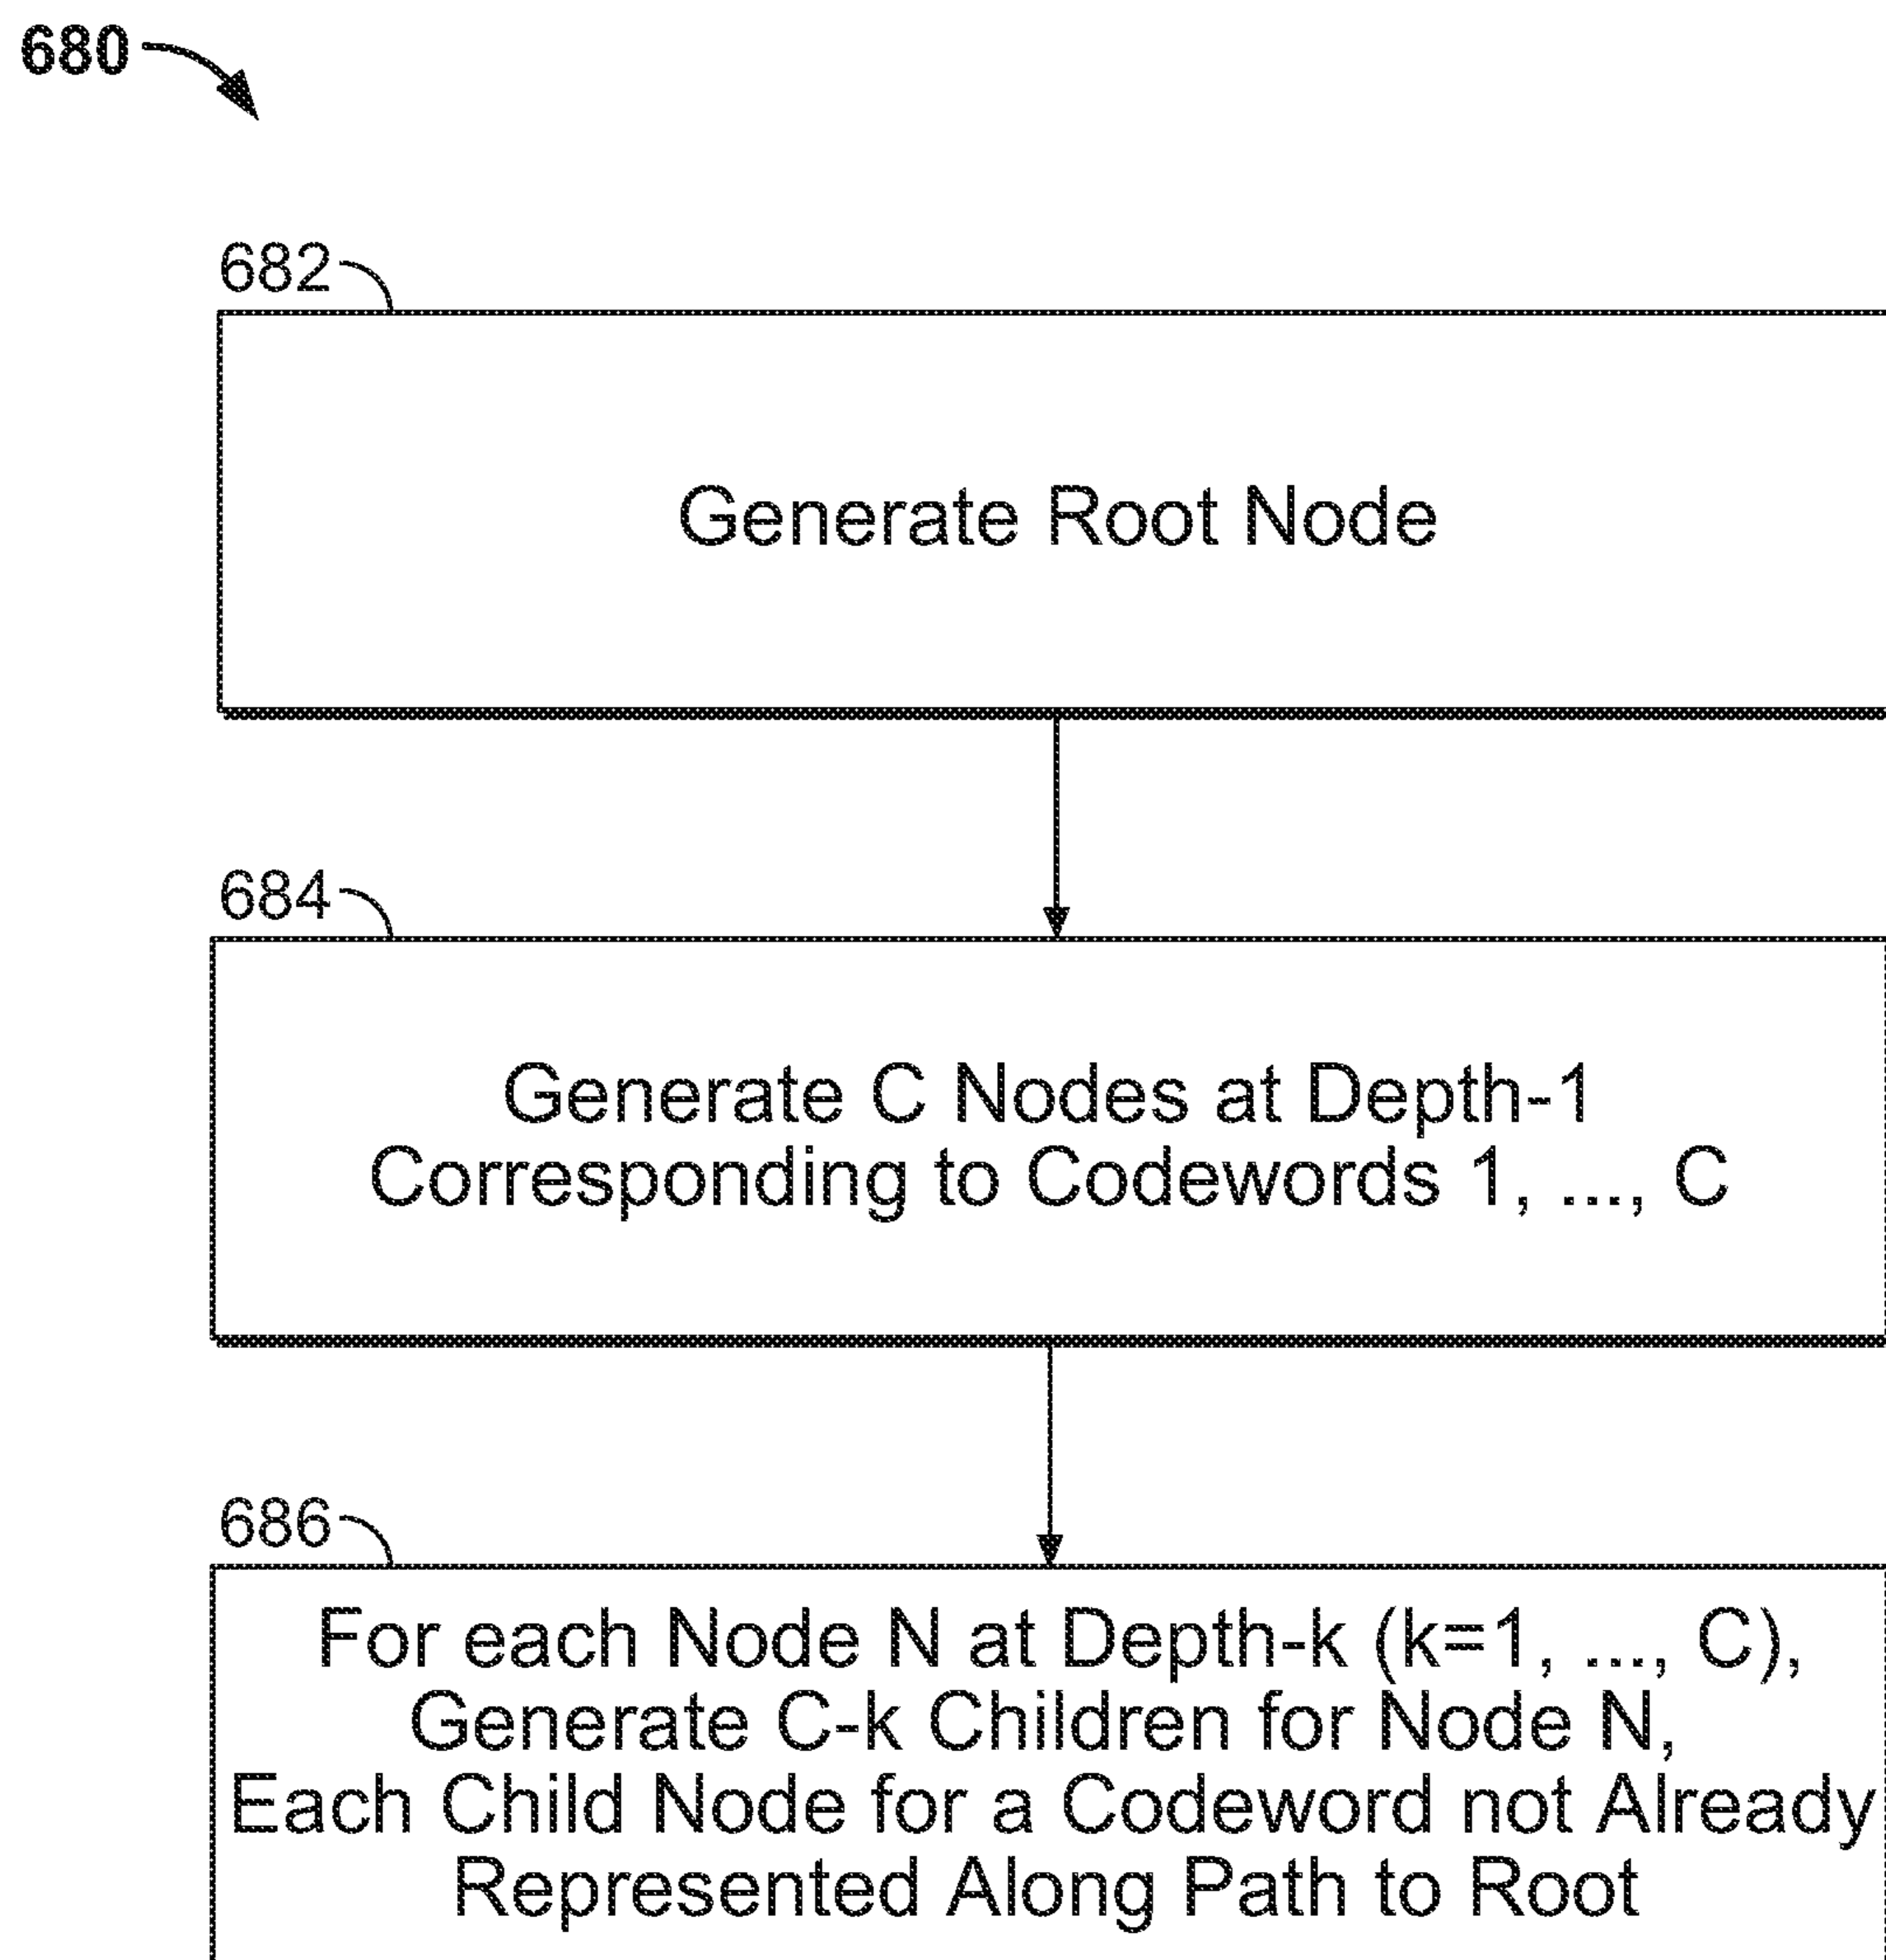 680
682
Generate Root Node
684
Generate C Nodes at Depth-1
Corresponding to Codewords 1, ..., C
686
For each Node N at Depth-k (k=1, ..., C),
Generate C-k Children for Node N,
Each Child Node for a Codeword not Already
Represented Along Path to Root